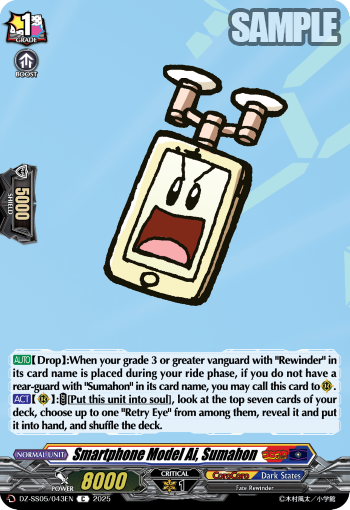 SAMPLE
1
GRADE
BOOST
5000
SHIELD
AUTO【Drop】:When your grade 3 or greater vanguard with "Rewinder" in
its card name is placed during your ride phase, if you do not have a
rear-guard with "Sumahon" in its card name, you may call this card to .
ACT【】:[Put this unit into soul], look at the top seven cards of your
deck, choose up to one "Retry Eye" from among them, reveal it and put
it into hand, and shuffle the deck.
NORMAL UNIT
Smartphone Model Ai, Sumahon
POWER 8000
CRITICAL
1
CoroCoro
Dark States
Fate Rewinder
D DZ-SS05/043EN C 2025
©木村風太／小学館